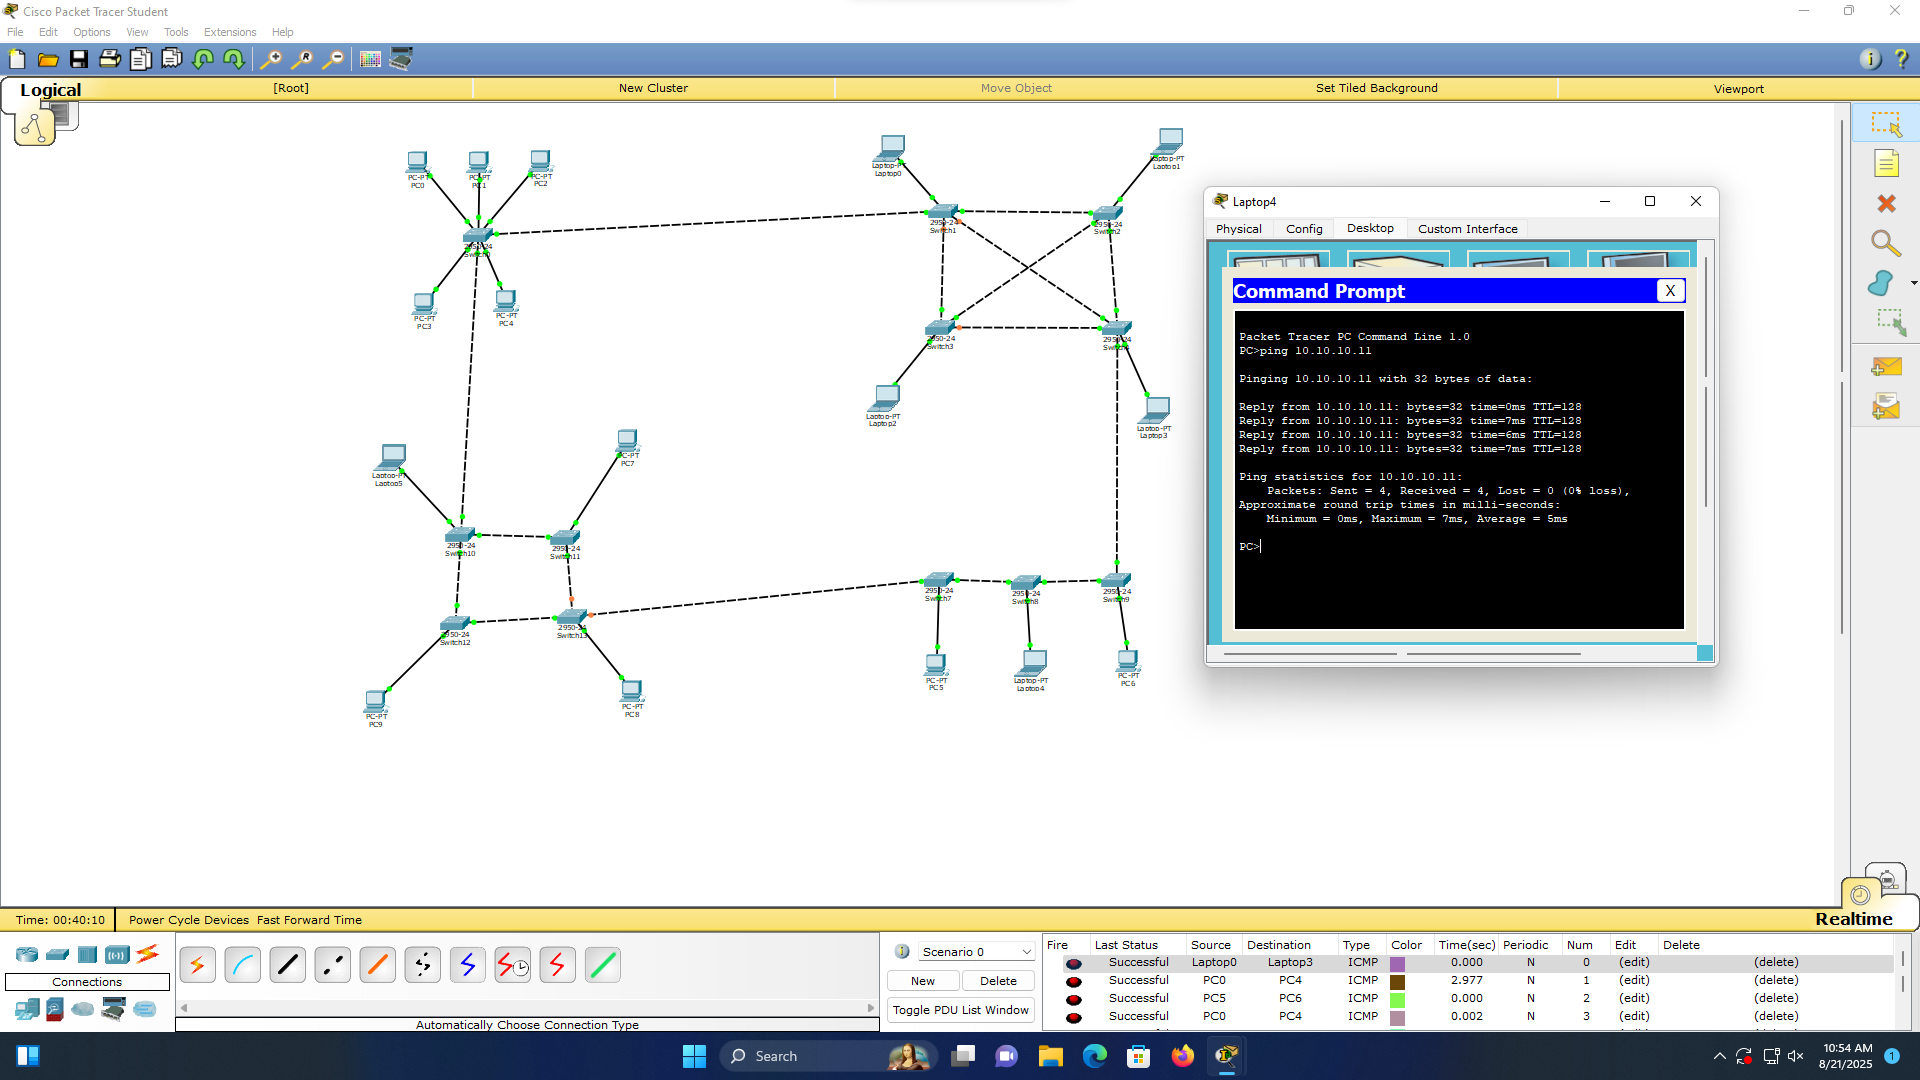 Cisco Packet Tracer Student
File Edit Options View Tools Extensions Help
Logical [Root] New Cluster Move Object Set Tiled Background Viewport
PC-PT
PC0
PC-PT
PC1
PC-PT
PC2
2950-24
Switch0
PC-PT
PC3
PC-PT
PC4
Laptop-PT
Laptop0
Laptop-PT
Laptop1
2950-24
Switch1
2950-24
Switch2
2950-24
Switch3
2950-24
Laptop-PT
Laptop2
Laptop-PT
Laptop3
Laptop-PT
Laptop5
PC-PT
PC7
2950-24
Switch10
2950-24
Switch11
2950-24
Switch12
2950-24
Switch13
PC-PT
PC9
PC-PT
PC8
2950-24
Switch7
2950-24
Switch8
2950-24
Switch9
PC-PT
PC5
Laptop-PT
Laptop4
PC-PT
PC6
Laptop4
Physical Config Desktop Custom Interface
Command Prompt X
Packet Tracer PC Command Line 1.0
PC>ping 10.10.10.11
Pinging 10.10.10.11 with 32 bytes of data:
Reply from 10.10.10.11: bytes=32 time=0ms TTL=128
Reply from 10.10.10.11: bytes=32 time=7ms TTL=128
Reply from 10.10.10.11: bytes=32 time=6ms TTL=128
Reply from 10.10.10.11: bytes=32 time=7ms TTL=128
Ping statistics for 10.10.10.11:
Packets: Sent = 4, Received = 4, Lost = 0 (0% loss),
Approximate round trip times in milli-seconds:
Minimum = 0ms, Maximum = 7ms, Average = 5ms
PC>
Time: 00:40:10 Power Cycle Devices Fast Forward Time Realtime
Connections
Automatically Choose Connection Type
Scenario 0
New Delete
Toggle PDU List Window
Fire Last Status Source Destination Type Color Time(sec) Periodic Num Edit Delete
Successful Laptop0 Laptop3 ICMP 0.000 N 0 (edit) (delete)
Successful PC0 PC4 ICMP 2.977 N 1 (edit) (delete)
Successful PC5 PC6 ICMP 0.000 N 2 (edit) (delete)
Successful PC0 PC4 ICMP 0.002 N 3 (edit) (delete)
Search
10:54 AM
8/21/2025
1